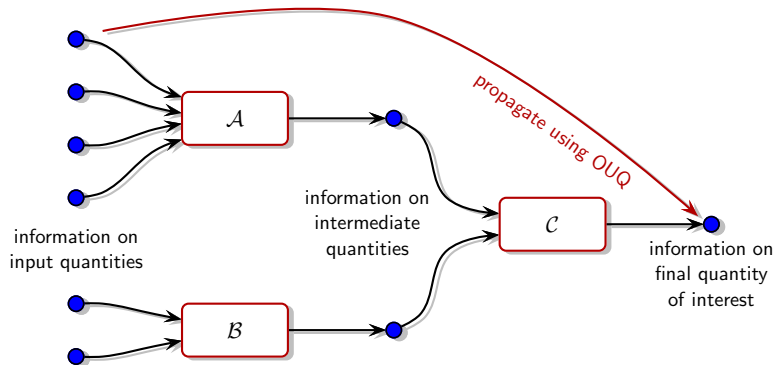 propagate using OUQ
A
information on
intermediate
quantities
C
information on
input quantities
information on
final quantity
of interest
B